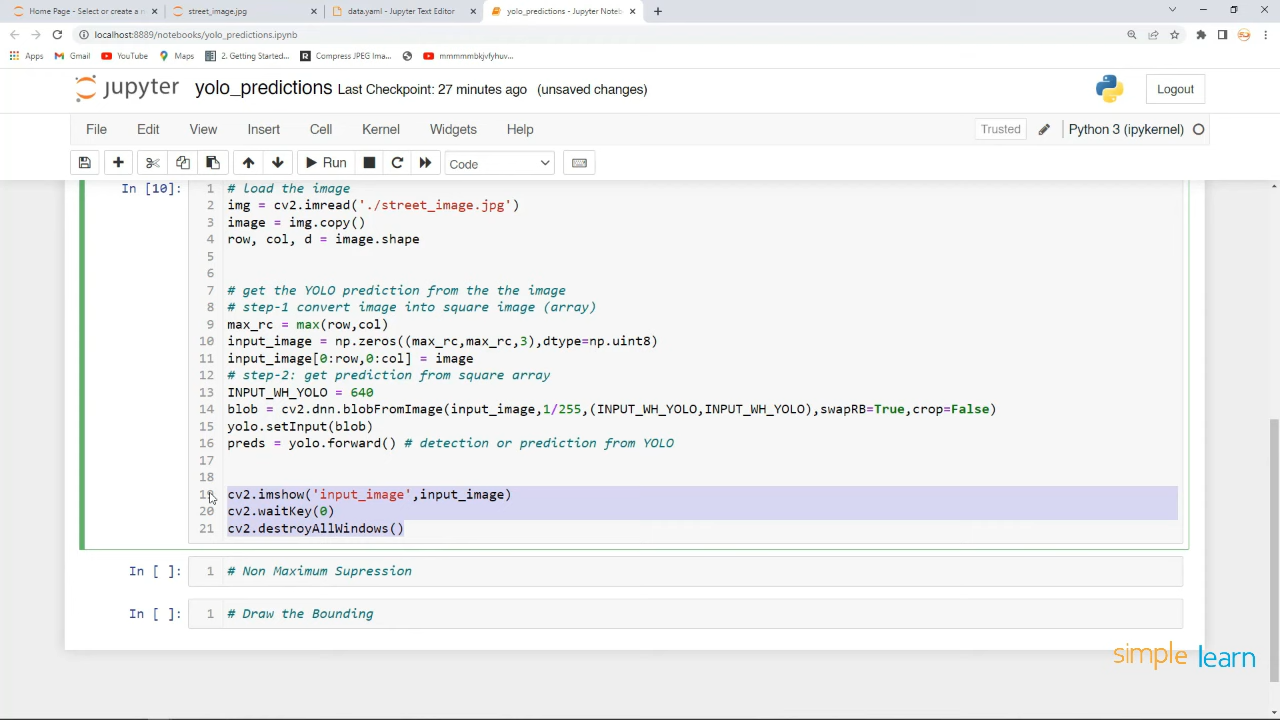 Home Page - Select or create a n
street_image.jpg
data.yaml - Jupyter Text Editor
yolo_predictions - Jupyter Noteb
localhost:8889/notebooks/yolo_predictions.ipynb
Apps
Gmail
YouTube
Maps
2. Getting Started...
Compress JPEG Ima...
mmmmmbkjvfyhuv...
jupyter yolo_predictions Last Checkpoint: 27 minutes ago (unsaved changes)
Logout
File Edit View Insert Cell Kernel Widgets Help
Trusted
Python 3 (ipykernel)
Run
Code
In [10]:
1 # load the image
2 img = cv2.imread('./street_image.jpg')
3 image = img.copy()
4 row, col, d = image.shape
5
6
7 # get the YOLO prediction from the the image
8 # step-1 convert image into square image (array)
9 max_rc = max(row,col)
10 input_image = np.zeros((max_rc,max_rc,3),dtype=np.uint8)
11 input_image[0:row,0:col] = image
12 # step-2: get prediction from square array
13 INPUT_WH_YOLO = 640
14 blob = cv2.dnn.blobFromImage(input_image,1/255,(INPUT_WH_YOLO,INPUT_WH_YOLO),swapRB=True,crop=False)
15 yolo.setInput(blob)
16 preds = yolo.forward() # detection or prediction from YOLO
17
18
19 cv2.imshow('input_image',input_image)
20 cv2.waitKey(0)
21 cv2.destroyAllWindows()
In [ ]: 1 # Non Maximum Supression
In [ ]: 1 # Draw the Bounding
simplelearn